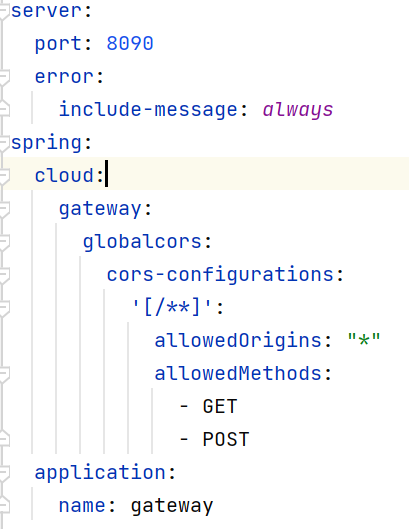 server:
  port: 8090
  error:
    include-message: always
spring:
  cloud:
    gateway:
      globalcors:
        cors-configurations:
          '[/**]':
            allowedOrigins: "*"
            allowedMethods:
              - GET
              - POST
  application:
    name: gateway